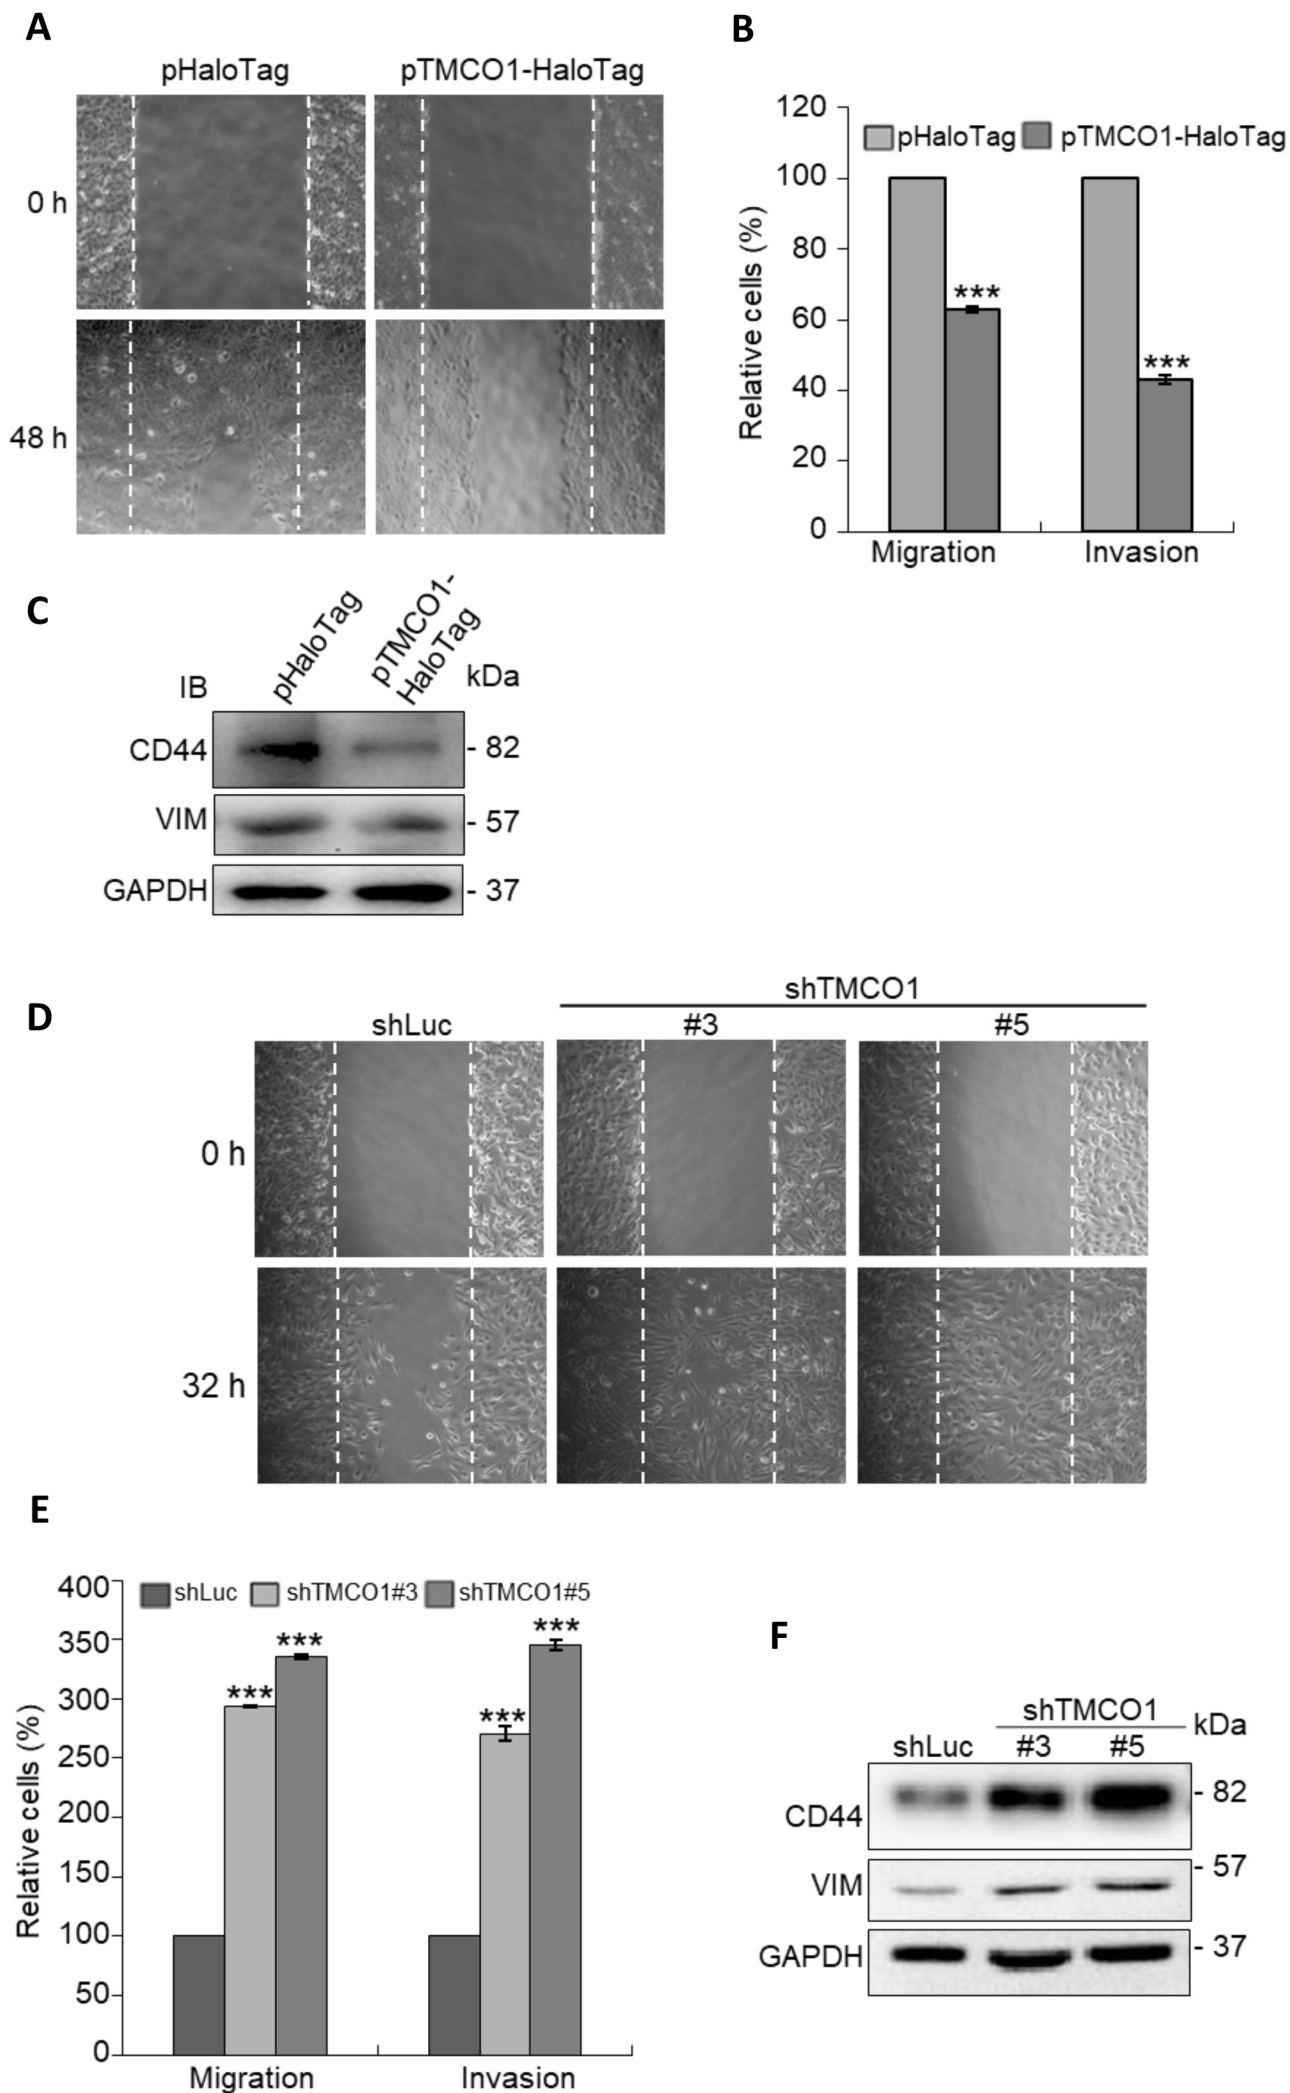 A
pHaloTag
pTMCO1-HaloTag
0 h
48 h
B
120
100
80
60
40
20
0
Relative cells (%)
pHaloTag
pTMCO1-HaloTag
***
***
Migration
Invasion
C
IB
pHaloTag
pTMCO1-
HaloTag
kDa
CD44
- 82
VIM
- 57
GAPDH
- 37
D
shTMCO1
shLuc
#3
#5
0 h
32 h
E
400
350
300
250
200
150
100
50
0
Relative cells (%)
shLuc
shTMCO1#3
shTMCO1#5
***
***
***
***
Migration
Invasion
F
shTMCO1
kDa
shLuc
#3
#5
CD44
- 82
VIM
- 57
GAPDH
- 37